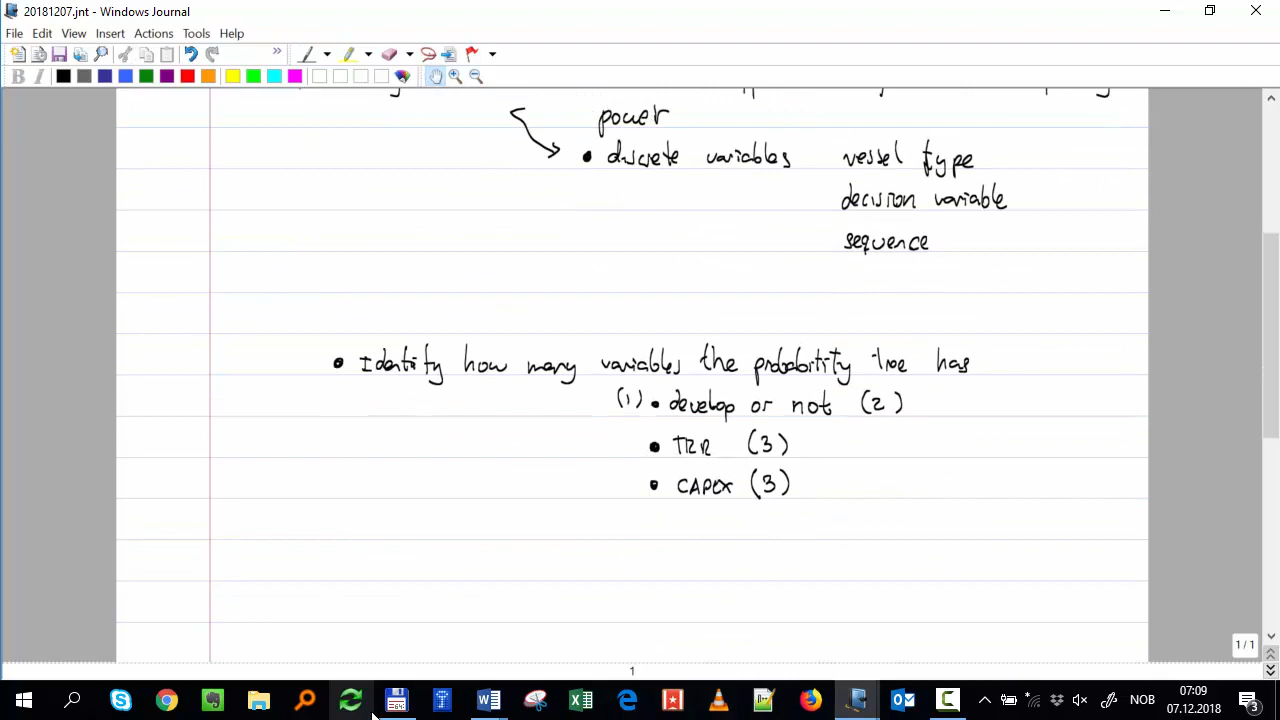 20181207.jnt - Windows Journal
File Edit View Insert Actions Tools Help
B I
power
• discrete variables vessel type
decision variable
sequence
• Identify how many variables the probability tree has
(1) • develop or not (2)
• TRR (3)
• CAPEX (3)
1/1
1
NOB
07:09
07.12.2018
3